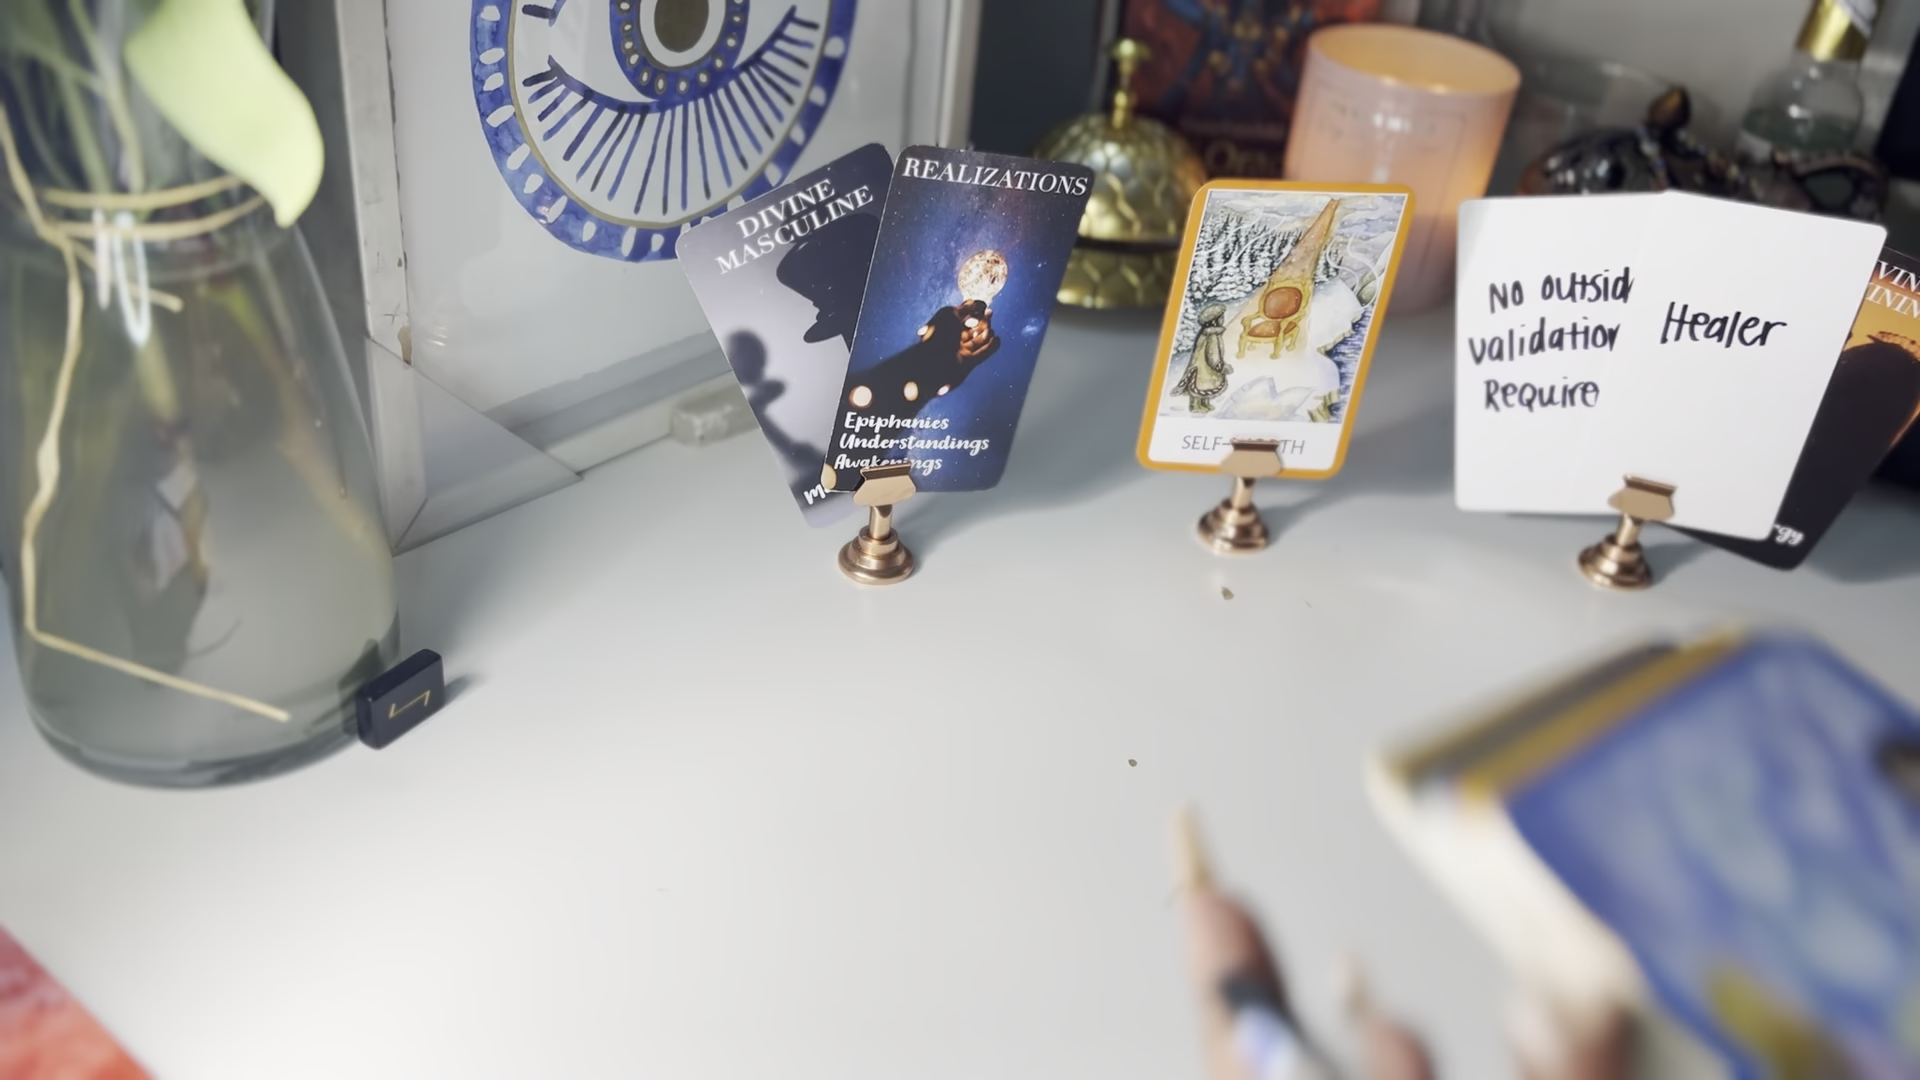 DIVINE
MASCULINE
REALIZATIONS
Epiphanies
Understandings
Awakenings
No outsid
validation
Require
Healer